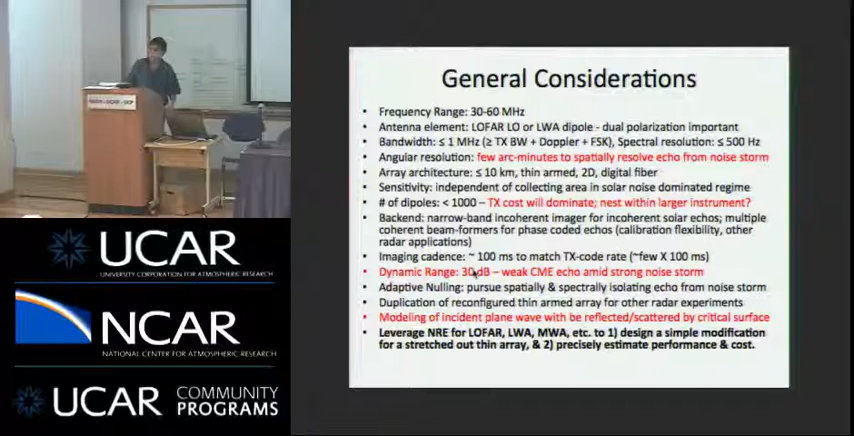 General Considerations
• Frequency Range: 30-60 MHz
• Antenna element: LOFAR LO or LWA dipole - dual polarization important
• Bandwidth: ≤ 1 MHz (≥ TX BW + Doppler + FSK), Spectral resolution: ≤ 500 Hz
• Angular resolution: few arc-minutes to spatially resolve echo from noise storm
• Array architecture: ≤ 10 km, thin armed, 2D, digital fiber
• Sensitivity: independent of collecting area in solar noise dominated regime
• # of dipoles: < 1000 – TX cost will dominate; nest within larger instrument?
• Backend: narrow-band incoherent imager for incoherent solar echoes; multiple
coherent beam-formers for phase coded echos (calibration flexibility, other
radar applications)
• Imaging cadence: ~ 100 ms to match TX-code rate (~few X 100 ms)
• Dynamic Range: 30 dB – weak CME echo amid strong noise storm
• Adaptive Nulling: pursue spatially & spectrally isolating echo from noise storm
• Duplication of reconfigured thin armed array for other radar experiments
• Modeling of incident plane wave with be reflected/scattered by critical surface
• Leverage NRE for LOFAR, LWA, MWA, etc. to 1) design a simple modification
for a stretched out thin array, & 2) precisely estimate performance & cost.
UCAR
UNIVERSITY CORPORATION FOR ATMOSPHERIC RESEARCH
NCAR
NATIONAL CENTER FOR ATMOSPHERIC RESEARCH
UCAR COMMUNITY
PROGRAMS